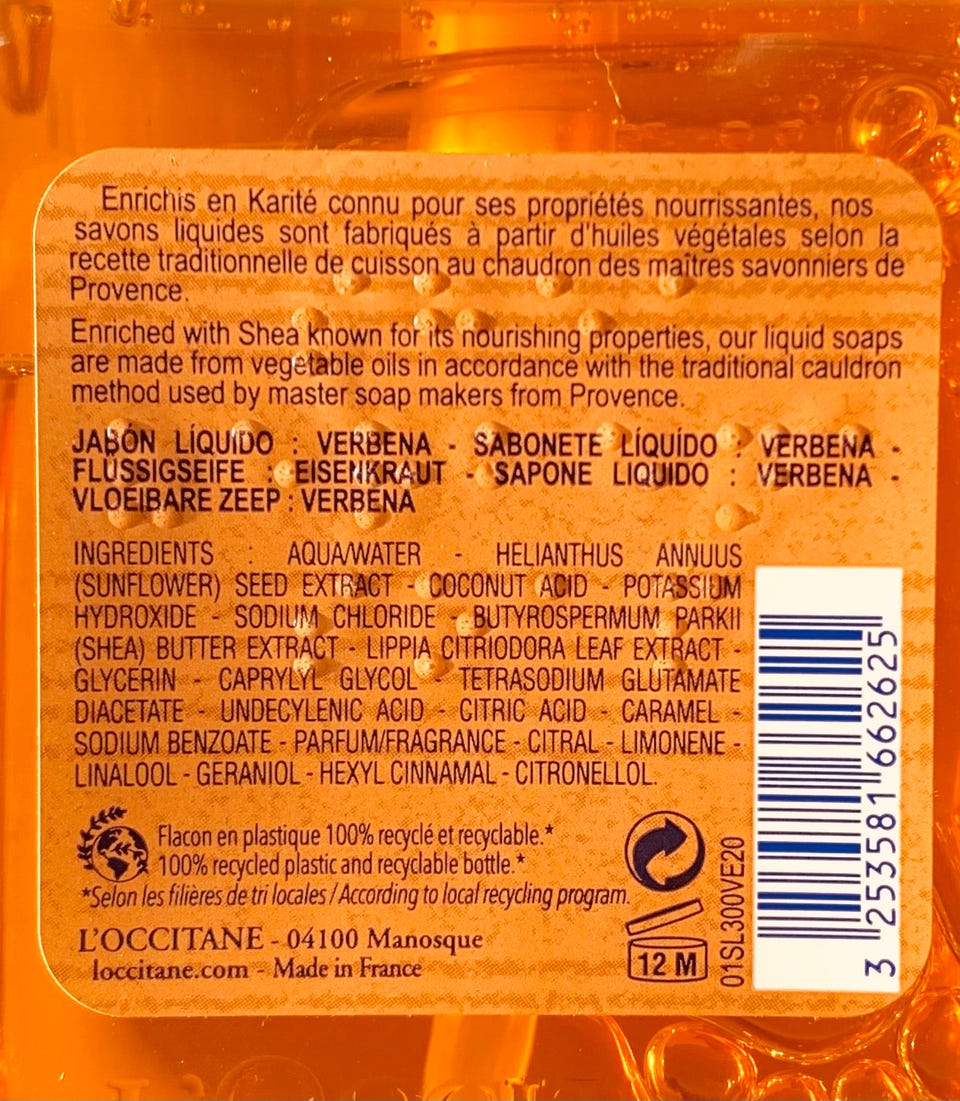 Enrichis en Karité connu pour ses propriétés nourrissantes, nos
savons liquides sont fabriqués à partir d'huiles végétales selon la
recette traditionnelle de cuisson au chaudron des maîtres savonniers de
Provence.
Enriched with Shea known for its nourishing properties, our liquid soaps
are made from vegetable oils in accordance with the traditional cauldron
method used by master soap makers from Provence.
JABÓN LÍQUIDO : VERBENA - SABONETE LÍQUÍDO : VERBENA -
FLÜSSIGSEIFE : EISENKRAUT - SAPONE LIQUIDO : VERBENA -
VLOEIBARE ZEEP : VERBENA
INGREDIENTS : AQUA/WATER - HELIANTHUS ANNUUS
(SUNFLOWER) SEED EXTRACT - COCONUT ACID - POTASSIUM
HYDROXIDE - SODIUM CHLORIDE - BUTYROSPERMUM PARKII
(SHEA) BUTTER EXTRACT - LIPPIA CITRIODORA LEAF EXTRACT -
GLYCERIN - CAPRYLYL GLYCOL - TETRASODIUM GLUTAMATE
DIACETATE - UNDECYLENIC ACID - CITRIC ACID - CARAMEL -
SODIUM BENZOATE - PARFUM/FRAGRANCE - CITRAL - LIMONENE -
LINALOOL - GERANIOL - HEXYL CINNAMAL - CITRONELLOL.
Flacon en plastique 100% recyclé et recyclable.*
100% recycled plastic and recyclable bottle.*
*Selon les filières de tri locales / According to local recycling program.
L'OCCITANE - 04100 Manosque
loccitane.com - Made in France
12 M
01SL300VE20
3 253581 662625